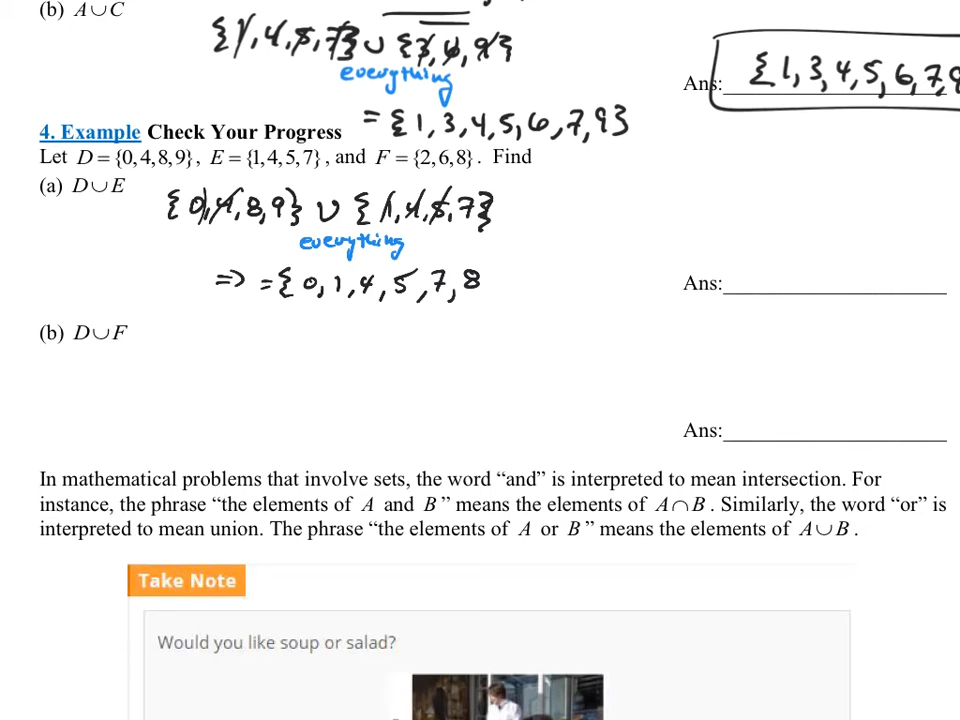 (b) A∪C
{1,4,5,7} ∪ {3,6,9}
everything
Ans: {1,3,4,5,6,7,9
= {1,3,4,5,6,7,9}
4. Example Check Your Progress
Let D = {0,4,8,9}, E = {1,4,5,7}, and F = {2,6,8}. Find
(a) D∪E
{0,4,8,9} ∪ {1,4,5,7}
everything
=> = {0,1,4,5,7,8
Ans:
(b) D∪F
Ans:
In mathematical problems that involve sets, the word “and” is interpreted to mean intersection. For
instance, the phrase “the elements of A and B” means the elements of A∩B. Similarly, the word “or” is
interpreted to mean union. The phrase “the elements of A or B” means the elements of A∪B.
Take Note
Would you like soup or salad?